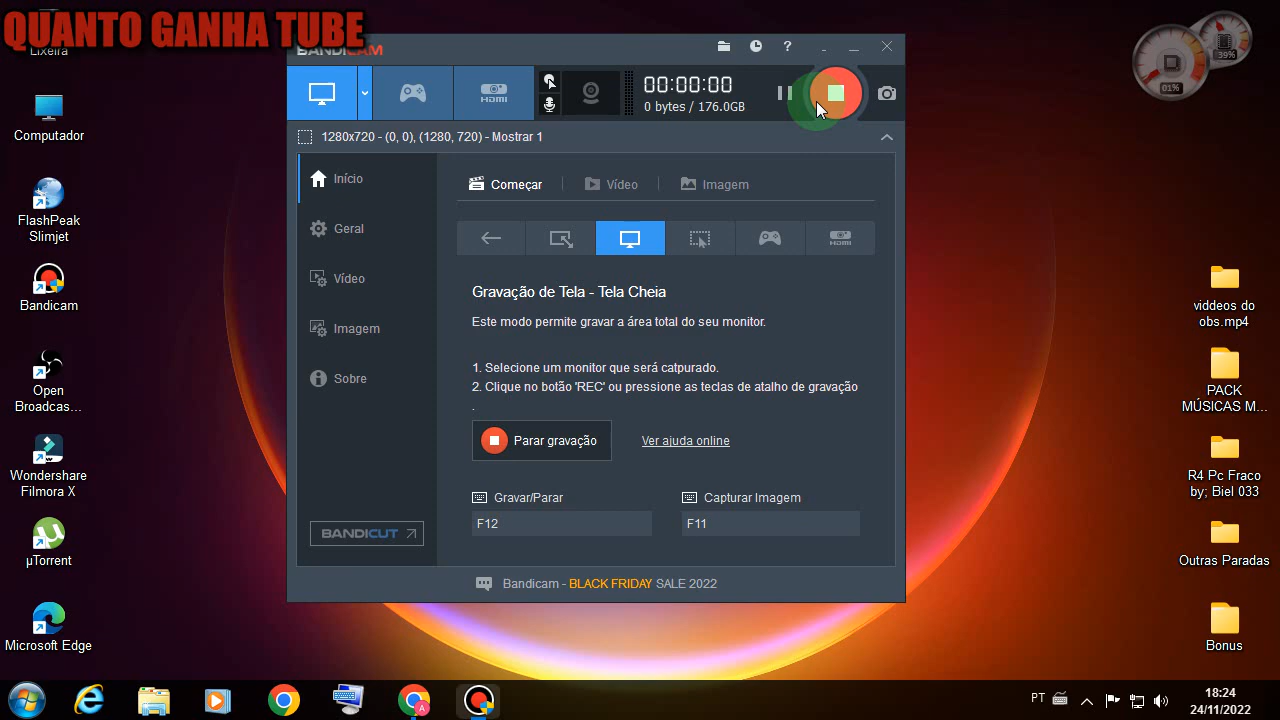 QUANTO GANHA TUBE
Lixeira
Computador
FlashPeak
Slimjet
Bandicam
Open
Broadcas...
Wondershare
Filmora X
µTorrent
Microsoft Edge
BANDICAM
HDMI
00:00:00
0 bytes / 176.0GB
1280x720 - (0, 0), (1280, 720) - Mostrar 1
Início
Geral
Vídeo
Imagem
Sobre
BANDICUT
Começar
Vídeo
Imagem
HDMI
Gravação de Tela - Tela Cheia
Este modo permite gravar a área total do seu monitor.
1. Selecione um monitor que será catpurado.
2. Clique no botão 'REC' ou pressione as teclas de atalho de gravação
.
Parar gravação
Ver ajuda online
Gravar/Parar
Capturar Imagem
F12
F11
Bandicam - BLACK FRIDAY SALE 2022
39%
01%
viddeos do
obs.mp4
PACK
MÚSICAS M...
R4 Pc Fraco
by; Biel 033
Outras Paradas
Bonus
PT
18:24
24/11/2022